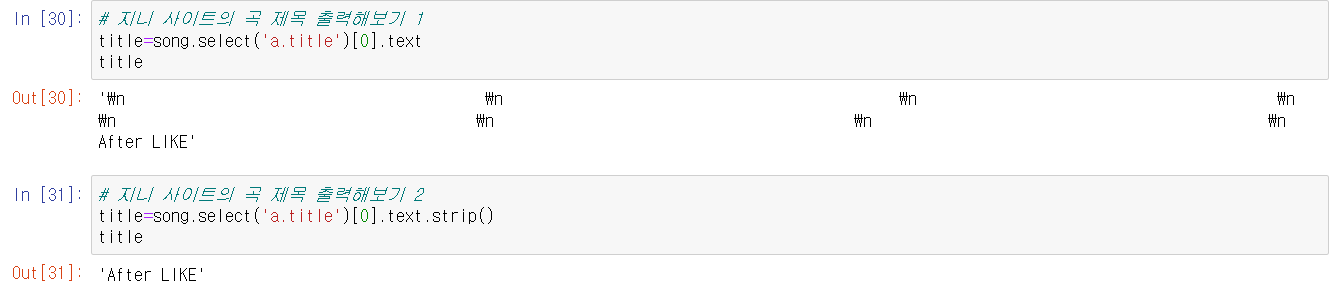 In [30]: # 지니 사이트의 곡 제목 출력해보기 1
title=song.select('a.title')[0].text
title
Out[30]: '₩n ₩n ₩n ₩n
₩n ₩n ₩n ₩n
After LIKE'
In [31]: # 지니 사이트의 곡 제목 출력해보기 2
title=song.select('a.title')[0].text.strip()
title
Out[31]: 'After LIKE'